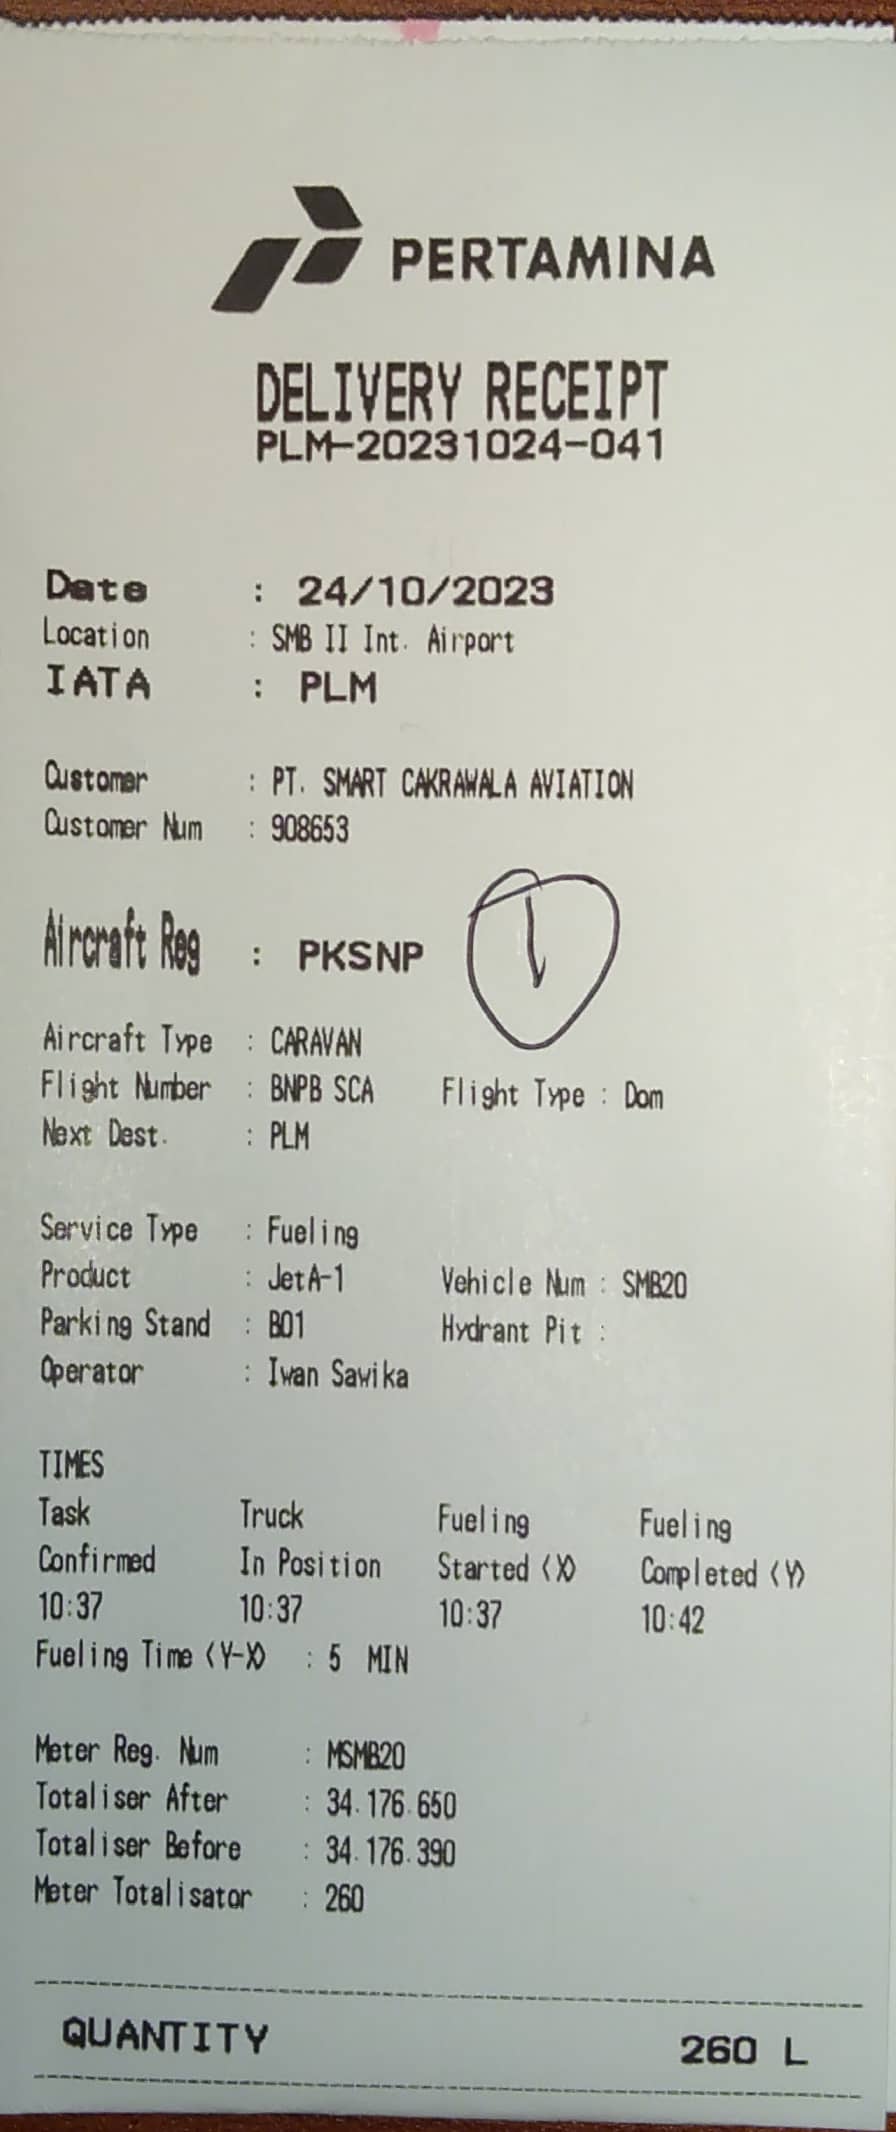 PERTAMINA
DELIVERY RECEIPT
PLM-20231024-041
Date : 24/10/2023
Location : SMB II Int. Airport
IATA : PLM
Customer : PT. SMART CAKRAWALA AVIATION
Customer Num : 908653
Aircraft Reg : PKSNP 1
Aircraft Type : CARAVAN
Flight Number : BNPB SCA Flight Type : Dom
Next Dest. : PLM
Service Type : Fueling
Product : JetA-1 Vehicle Num : SMB20
Parking Stand : B01 Hydrant Pit :
Operator : Iwan Sawika
TIMES
Task Truck Fueling Fueling
Confirmed In Position Started (X) Completed (Y)
10:37 10:37 10:37 10:42
Fueling Time (Y-X) : 5 MIN
Meter Reg. Num : MSMB20
Totaliser After : 34.176.650
Totaliser Before : 34.176.390
Meter Totalisator : 260
QUANTITY 260 L